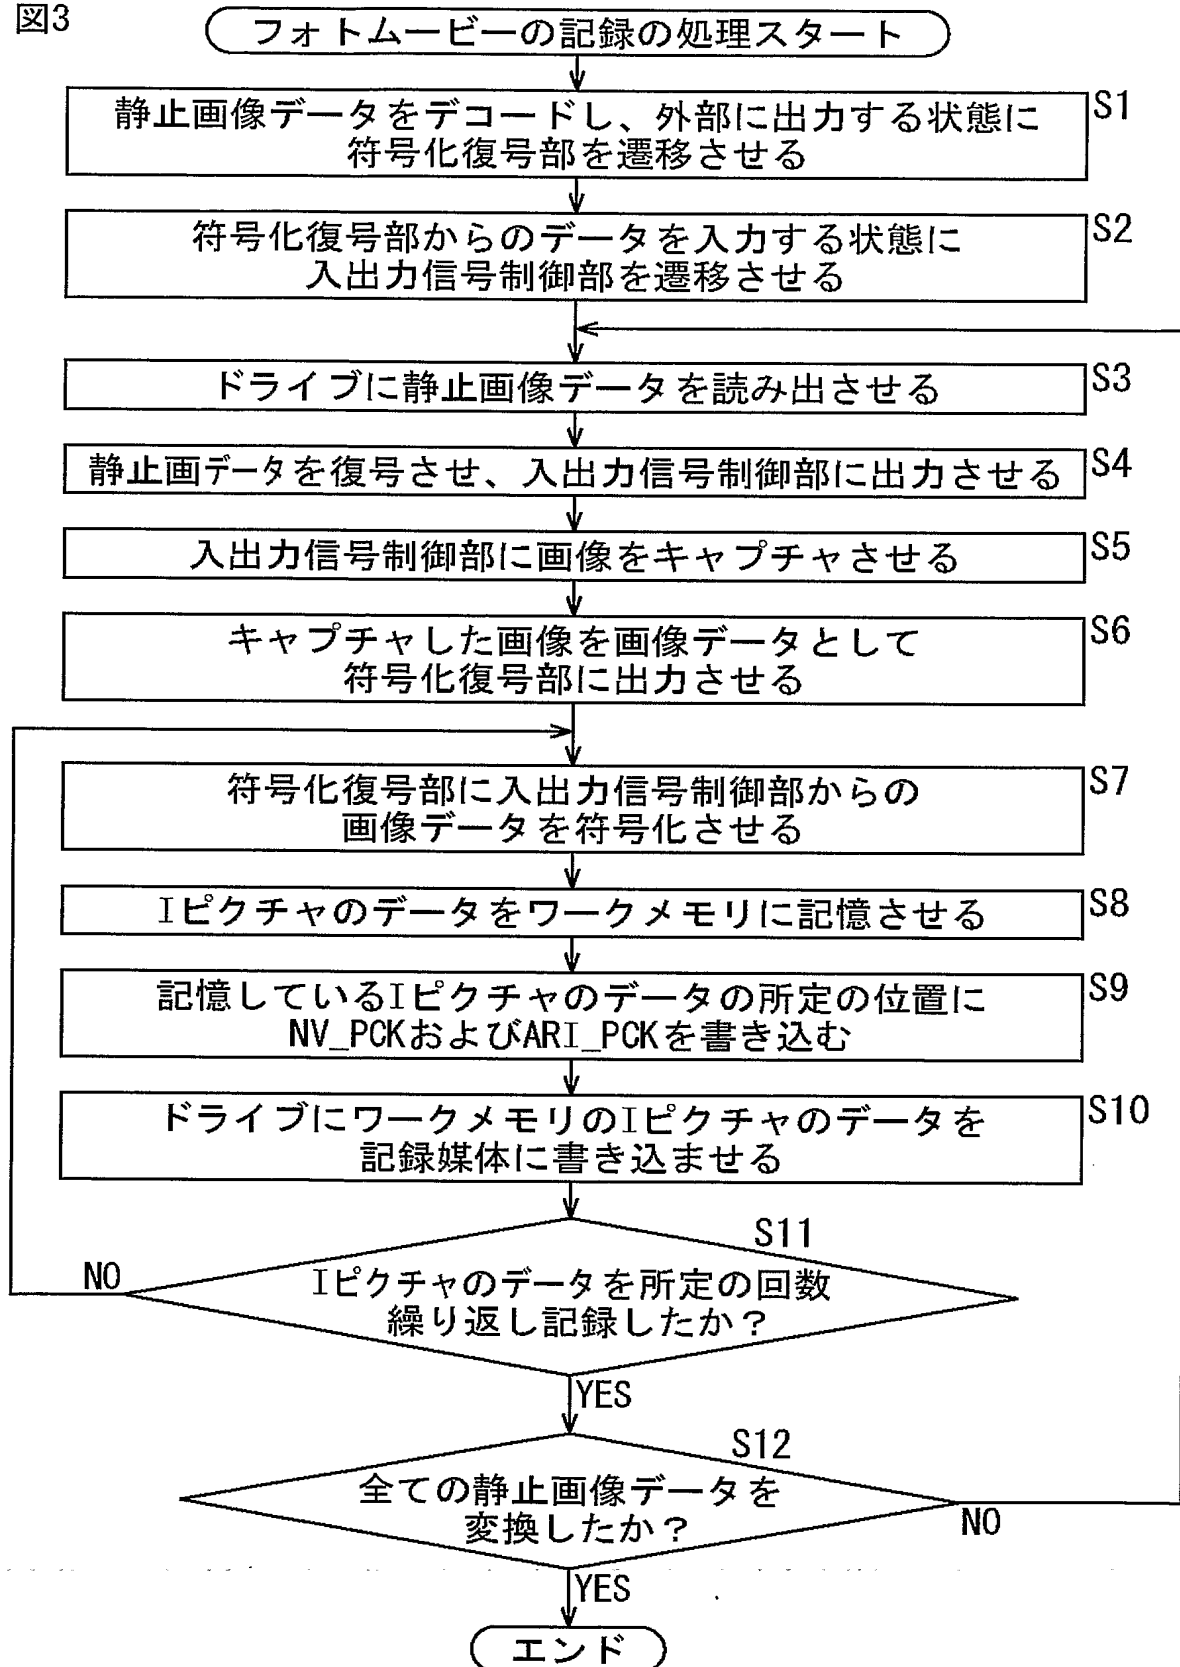 図3
フォトムービーの記録の処理スタート
静止画像データをデコードし、外部に出力する状態に
符号化復号部を遷移させる
S1
符号化復号部からのデータを入力する状態に
入出力信号制御部を遷移させる
S2
ドライブに静止画像データを読み出させる
S3
静止画データを復号させ、入出力信号制御部に出力させる
S4
入出力信号制御部に画像をキャプチャさせる
S5
キャプチャした画像を画像データとして
符号化復号部に出力させる
S6
符号化復号部に入出力信号制御部からの
画像データを符号化させる
S7
Iピクチャのデータをワークメモリに記憶させる
S8
記憶しているIピクチャのデータの所定の位置に
NV_PCKおよびARI_PCKを書き込む
S9
ドライブにワークメモリのIピクチャのデータを
記録媒体に書き込ませる
S10
S11
NO
Iピクチャのデータを所定の回数
繰り返し記録したか？
YES
S12
全ての静止画像データを
変換したか？
NO
YES
エンド